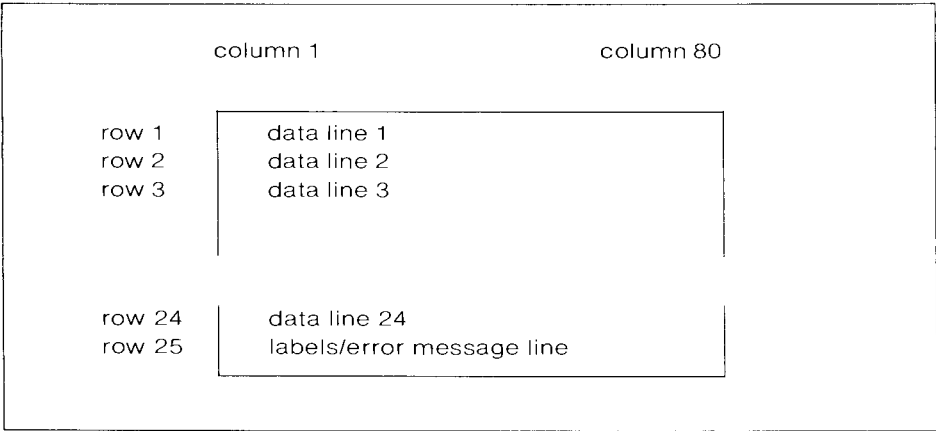 column 1 column 80
row 1 data line 1
row 2 data line 2
row 3 data line 3
row 24 data line 24
row 25 labels/error message line